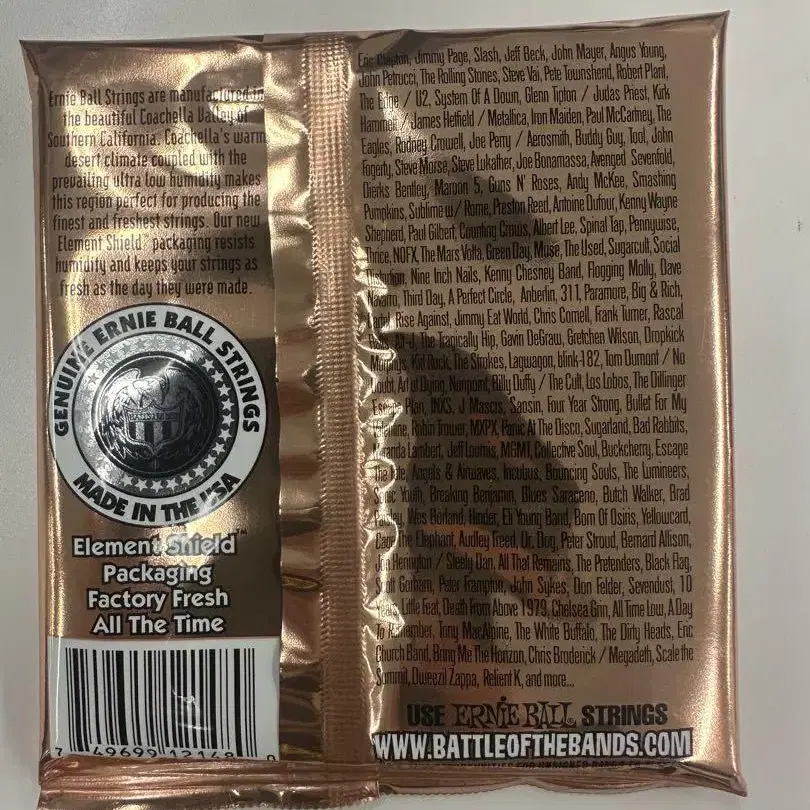 Ernie Ball Strings are manufactured in
the beautiful Coachella Valley of
Southern California. Coachella's warm
desert climate coupled with the
prevailing ultra low humidity makes
this region perfect for producing the
finest and freshest strings. Our new
Element Shield™ packaging resists
humidity and keeps your strings as
fresh as the day they were made.
GENUINE ERNIE BALL STRINGS
MADE IN THE USA
Element Shield™
Packaging
Factory Fresh
All The Time
7 49699 12148 0
Eric Clapton, Jimmy Page, Slash, Jeff Beck, John Mayer, Angus Young,
John Petrucci, The Rolling Stones, Steve Vai, Pete Townshend, Robert Plant,
The Edge / U2, System Of A Down, Glenn Tipton / Judas Priest, Kirk
Hammett / James Hetfield / Metallica, Iron Maiden, Paul McCartney, The
Eagles, Rodney Crowell, Joe Perry / Aerosmith, Buddy Guy, Tool, John
Fogerty, Steve Morse, Steve Lukather, Joe Bonamassa, Avenged Sevenfold,
Dierks Bentley, Maroon 5, Guns N' Roses, Andy McKee, Smashing
Pumpkins, Sublime w/ Rome, Preston Reed, Antoine Dufour, Kenny Wayne
Shepherd, Paul Gilbert, Counting Crows, Albert Lee, Spinal Tap, Pennywise,
Thrice, NOFX, The Mars Volta, Green Day, Muse, The Used, Sugarcult, Social
Distortion, Nine Inch Nails, Kenny Chesney Band, Flogging Molly, Dave
Navarro, Third Day, A Perfect Circle, Anberlin, 311, Paramore, Big & Rich,
Rise Against, Jimmy Eat World, Chris Cornell, Frank Turner, Rascal
The Tragically Hip, Gavin DeGraw, Gretchen Wilson, Dropkick
Murphys, Kid Rock, The Strokes, Lagwagon, blink-182, Tom Dumont / No
Doubt, Art of Dying, Nonpoint, Billy Duffy / The Cult, Los Lobos, The Dillinger
Escape Plan, INXS, J Mascis, Saosin, Four Year Strong, Bullet For My
Valentine, Robin Trower, MXPX, Panic At The Disco, Sugarland, Bad Rabbits,
Miranda Lambert, Jeff Loomis, MGMT, Collective Soul, Buckcherry, Escape
The Fate, Angels & Airwaves, Incubus, Bouncing Souls, The Lumineers,
Sonic Youth, Breaking Benjamin, Blues Saraceno, Butch Walker, Brad
Paisley, Wes Borland, Hinder, Eli Young Band, Born Of Osiris, Yellowcard,
Cage The Elephant, Audley Freed, Dr. Dog, Peter Stroud, Bernard Allison,
Jon Herington / Steely Dan, All That Remains, The Pretenders, Black Flag,
Scott Gorham, Peter Frampton, John Sykes, Don Felder, Sevendust, 10
Years, Little Feat, Death From Above 1979, Chelsea Grin, All Time Low, A Day
To Remember, Tony MacAlpine, The White Buffalo, The Dirty Heads, Eric
Church Band, Bring Me The Horizon, Chris Broderick / Megadeth, Scale the
Summit, Dweezil Zappa, Relient K, and more...
USE ERNIE BALL STRINGS
WWW.BATTLEOFTHEBANDS.COM